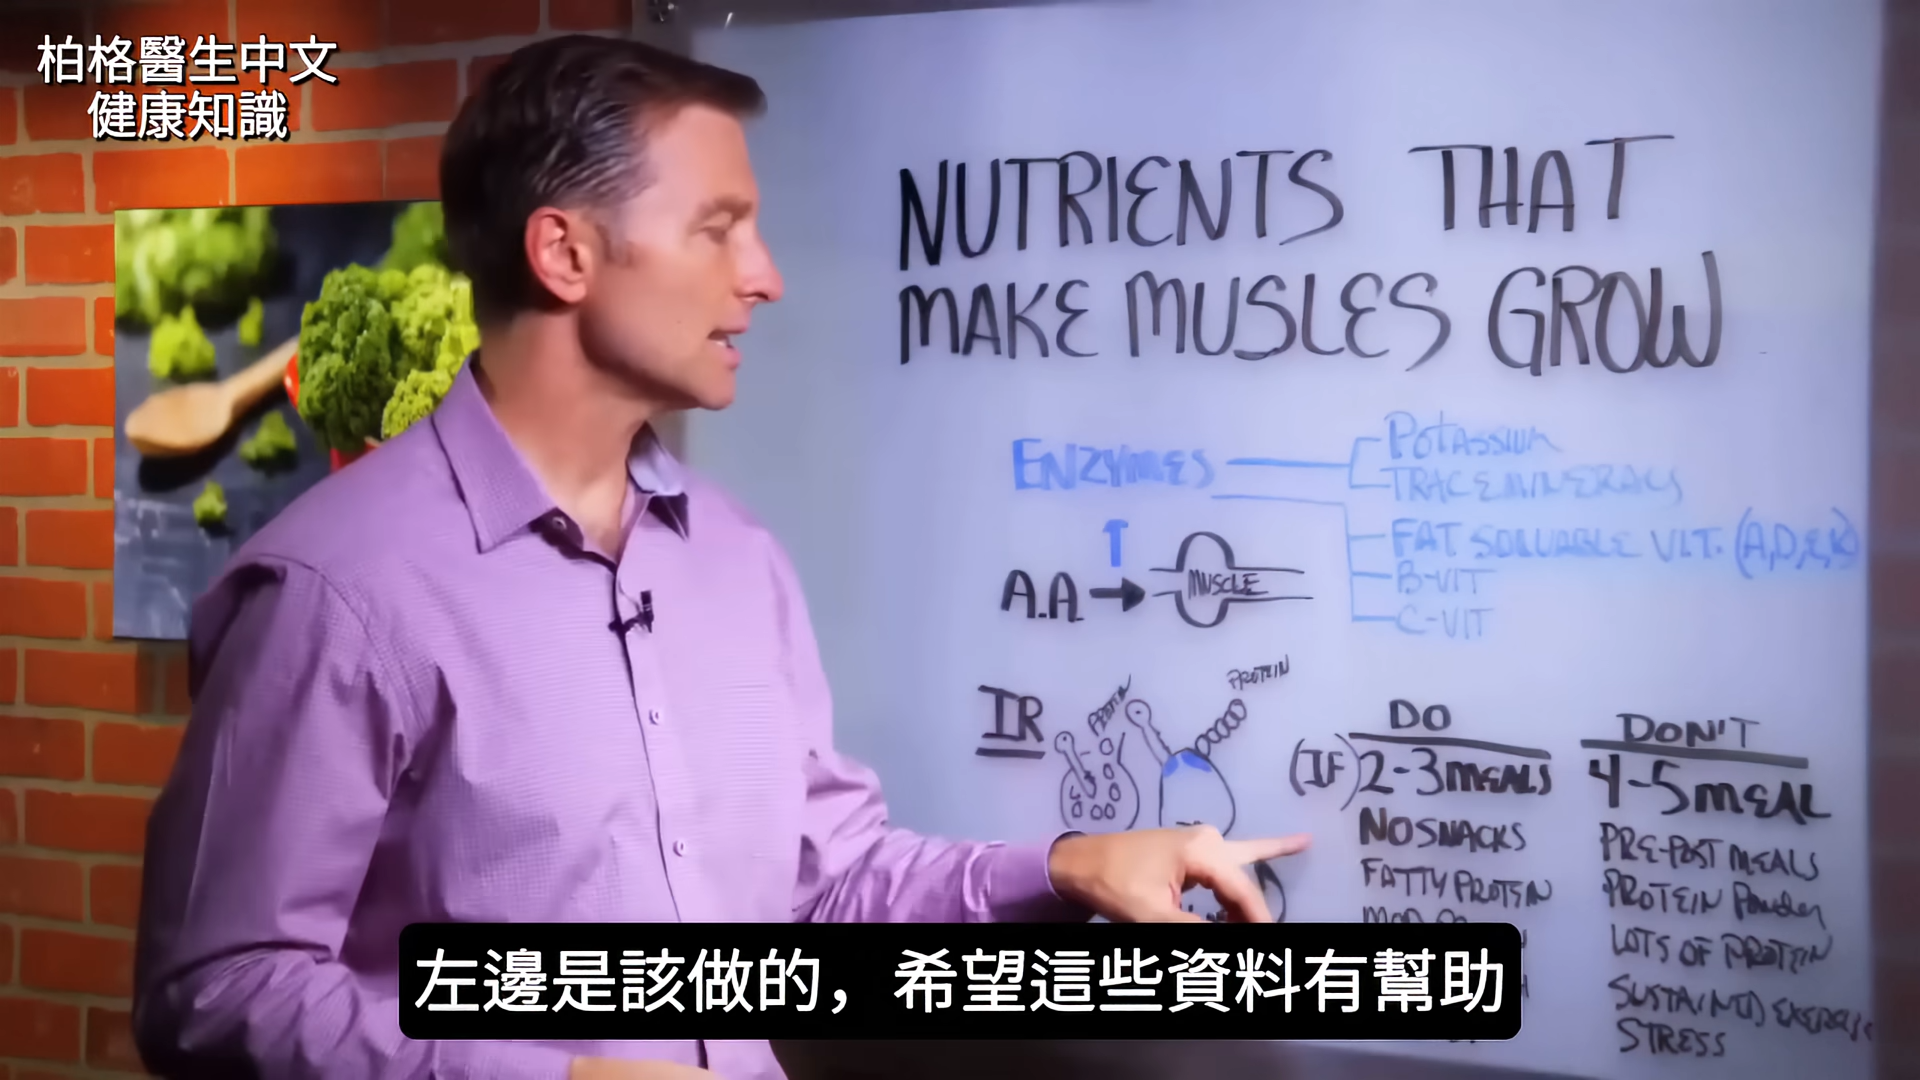 柏格醫生中文
健康知識
NUTRIENTS THAT
MAKE MUSLES GROW
ENZYMES
POTASSIUM
TRACEMINERALS
FAT SOLUABLE VIT. (A,D,E,K)
B-VIT
C-VIT
A.A
MUSCLE
IR
PROTEIN
PROTEIN
DO
(IF) 2-3 MEALS
NO SNACKS
FATTY PROTEIN
DON'T
4-5 MEAL
PRE-POST MEALS
PROTEIN Powder
LOTS OF PROTEIN
SUSTAINED EXERCISE
STRESS
左邊是該做的，希望這些資料有幫助